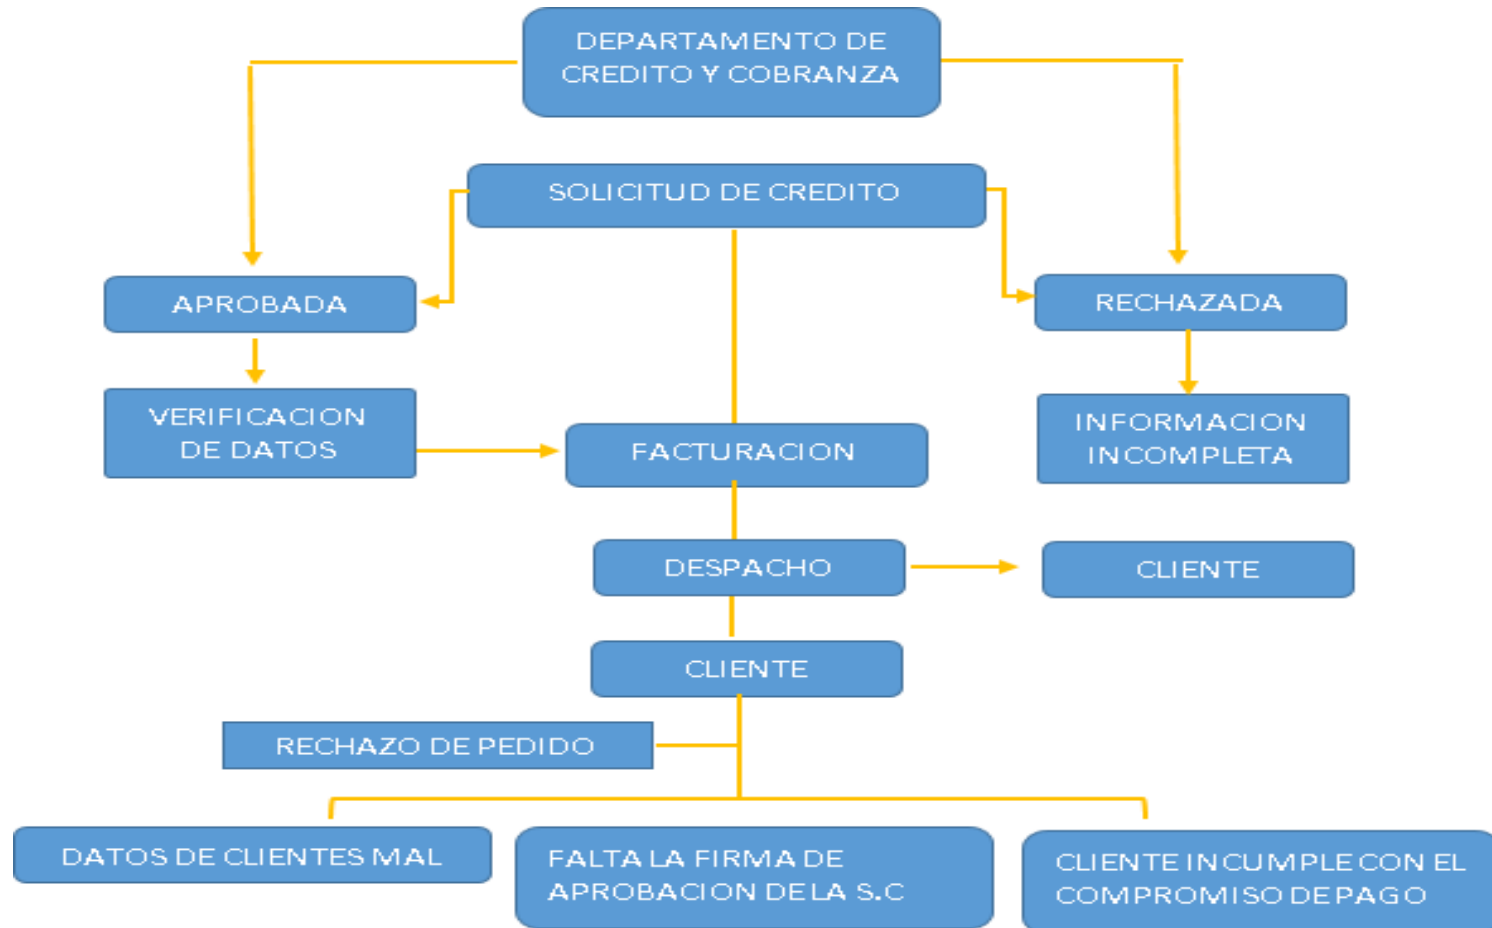 DEPARTAMENTO DE
CREDITO Y COBRANZA
SOLICITUD DE CREDITO
APROBADA
RECHAZADA
VERIFICACION
DE DATOS
FACTURACION
INFORMACION
INCOMPLETA
DESPACHO
CLIENTE
CLIENTE
RECHAZO DE PEDIDO
DATOS DE CLIENTES MAL
FALTA LA FIRMA DE
APROBACION DE LA S.C
CLIENTE INCUMPLE CON EL
COMPROMISO DE PAGO